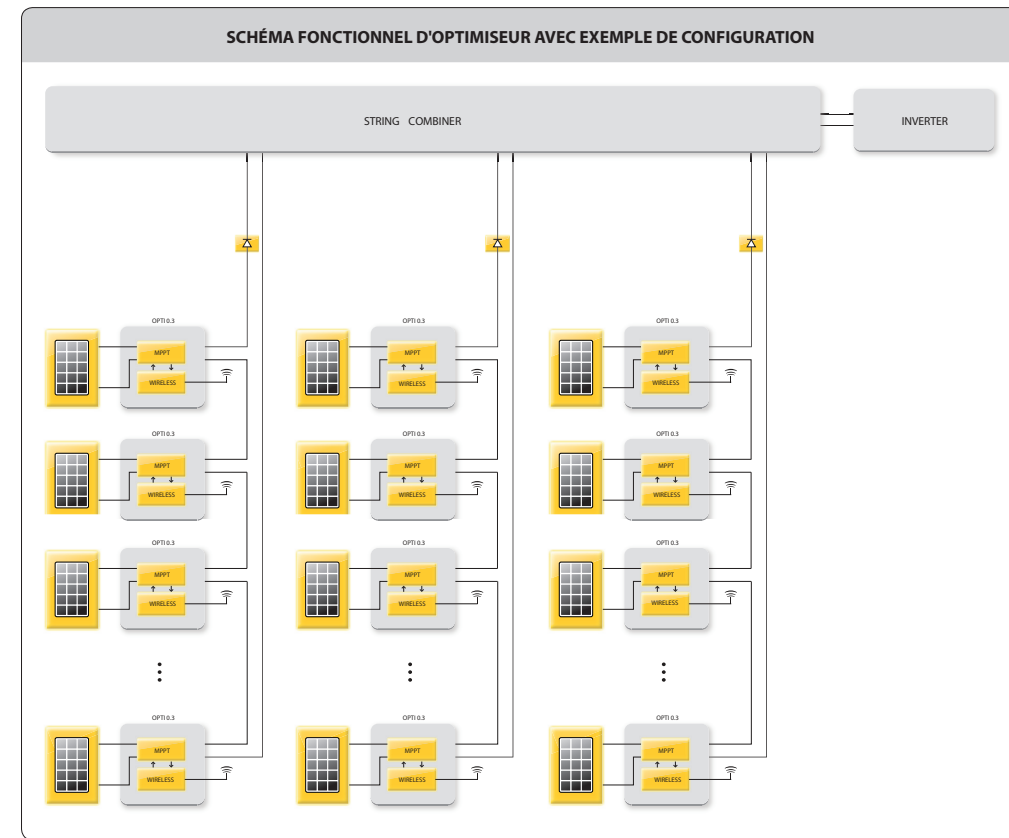 SCHÉMA FONCTIONNEL D'OPTIMISEUR AVEC EXEMPLE DE CONFIGURATION
STRING COMBINER
INVERTER
OPTI 0.3
MPPT
WIRELESS
OPTI 0.3
MPPT
WIRELESS
OPTI 0.3
MPPT
WIRELESS
OPTI 0.3
MPPT
WIRELESS
OPTI 0.3
MPPT
WIRELESS
OPTI 0.3
MPPT
WIRELESS
OPTI 0.3
MPPT
WIRELESS
OPTI 0.3
MPPT
WIRELESS
OPTI 0.3
MPPT
WIRELESS
OPTI 0.3
MPPT
WIRELESS
OPTI 0.3
MPPT
WIRELESS
OPTI 0.3
MPPT
WIRELESS